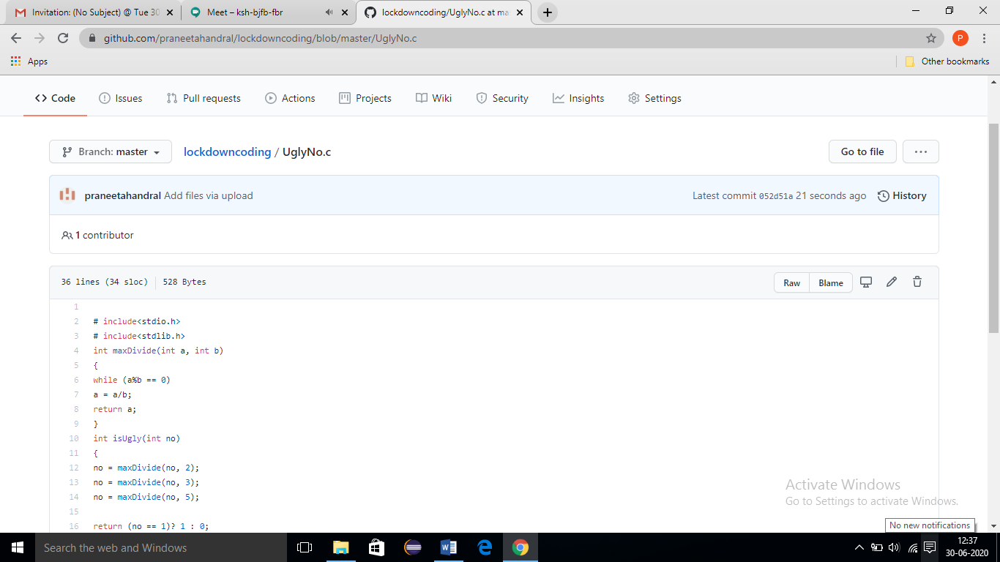 Invitation: (No Subject) @ Tue 30
Meet – ksh-bjfb-fbr
lockdowncoding/UglyNo.c at ma
github.com/praneetahandral/lockdowncoding/blob/master/UglyNo.c
P
Apps
Other bookmarks
<> Code
Issues
Pull requests
Actions
Projects
Wiki
Security
Insights
Settings
Branch: master
lockdowncoding / UglyNo.c
Go to file
...
praneetahandral Add files via upload
Latest commit 052d51a 21 seconds ago
History
1 contributor
36 lines (34 sloc)
528 Bytes
Raw
Blame
1
2 # include<stdio.h>
3 # include<stdlib.h>
4 int maxDivide(int a, int b)
5 {
6 while (a%b == 0)
7 a = a/b;
8 return a;
9 }
10 int isUgly(int no)
11 {
12 no = maxDivide(no, 2);
13 no = maxDivide(no, 3);
14 no = maxDivide(no, 5);
15
16 return (no == 1)? 1 : 0;
Activate Windows
Go to Settings to activate Windows.
No new notifications
Search the web and Windows
12:37
30-06-2020